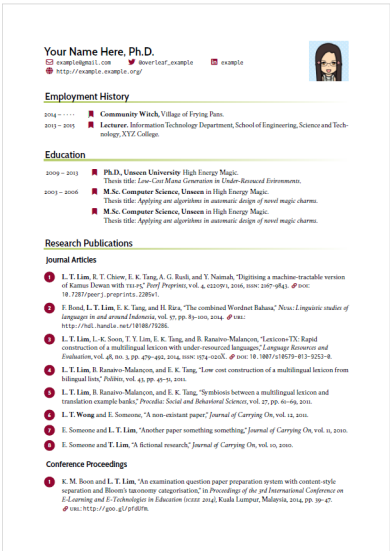 Your Name Here, Ph.D.
example@gmail.com @overleaf_example example
http://example.example.org/
Employment History
2014 – · · · · Community Witch, Village of Frying Pans.
2013 – 2015 Lecturer. Information Technology Department, School of Engineering, Science and Tech-
nology, XYZ College.
Education
2009 – 2013 Ph.D., Unseen University High Energy Magic.
Thesis title: Low-Cost Mana Generation in Under-Resouced Eviroments.
2003 – 2006 M.Sc. Computer Science, Unseen in High Energy Magic.
Thesis title: Applying ant algorithms in automatic design of novel magic charms.
M.Sc. Computer Science, Unseen in High Energy Magic.
Thesis title: Applying ant algorithms in automatic design of novel magic charms.
Research Publications
Journal Articles
1 L. T. Lim, R. T. Chiew, E. K. Tang, A. G. Rusli, and Y. Naimah, “Digitising a machine-tractable version
of Kamus Dewan with TEI-P5,” PeerJ Preprints, vol. 4, e2205v1, 2016, ISSN: 2167-9843. DOI:
10.7287/peerj.preprints.2205v1.
2 F. Bond, L. T. Lim, E. K. Tang, and H. Riza, “The combined Wordnet Bahasa,” Nusa: Linguistic studies of
languages in and around Indonesia, vol. 57, pp. 83–100, 2014. URL:
http://hdl.handle.net/10108/79286.
3 L. T. Lim, L.-K. Soon, T. Y. Lim, E. K. Tang, and B. Ranaivo-Malançon, “Lexicon+TX: Rapid
construction of a multilingual lexicon with under-resourced languages,” Language Resources and
Evaluation, vol. 48, no. 3, pp. 479–492, 2014, ISSN: 1574-020X. DOI: 10.1007/s10579-013-9253-0.
4 L. T. Lim, B. Ranaivo-Malançon, and E. K. Tang, “Low cost construction of a multilingual lexicon from
bilingual lists,” Polibits, vol. 43, pp. 45–51, 2011.
5 L. T. Lim, B. Ranaivo-Malançon, and E. K. Tang, “Symbiosis between a multilingual lexicon and
translation example banks,” Procedia: Social and Behavioral Sciences, vol. 27, pp. 61–69, 2011.
6 L. T. Wong and E. Someone, “A non-existant paper,” Journal of Carrying On, vol. 12, 2011.
7 E. Someone and L. T. Lim, “Another paper something something,” Journal of Carrying On, vol. 11, 2010.
8 E. Someone and T. Lim, “A fictional research,” Journal of Carrying On, vol. 10, 2010.
Conference Proceedings
1 K. M. Boon and L. T. Lim, “An examination question paper preparation system with content-style
separation and Bloom's taxonomy categorisation,” in Proceedings of the 3rd International Conference on
E-Learning and E-Technologies in Education (ICEEE 2014), Kuala Lumpur, Malaysia, 2014, pp. 39–47.
URL: http://goo.gl/pfdDfm.